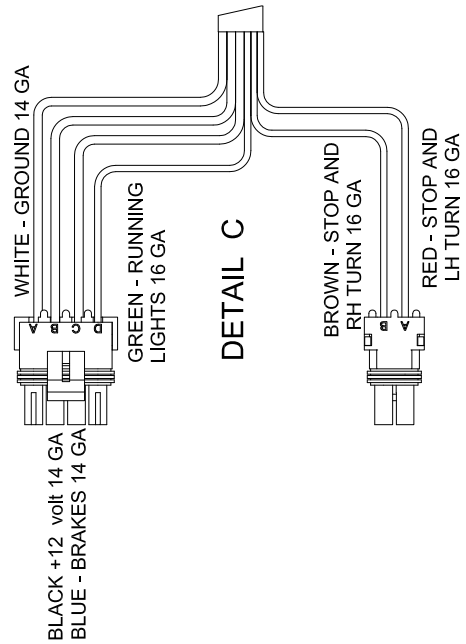 WHITE - GROUND 14 GA
A
B
C
D
BLACK +12 volt 14 GA
BLUE - BRAKES 14 GA
GREEN - RUNNING
LIGHTS 16 GA
DETAIL C
BROWN - STOP AND
RH TURN 16 GA
B
A
RED - STOP AND
LH TURN 16 GA